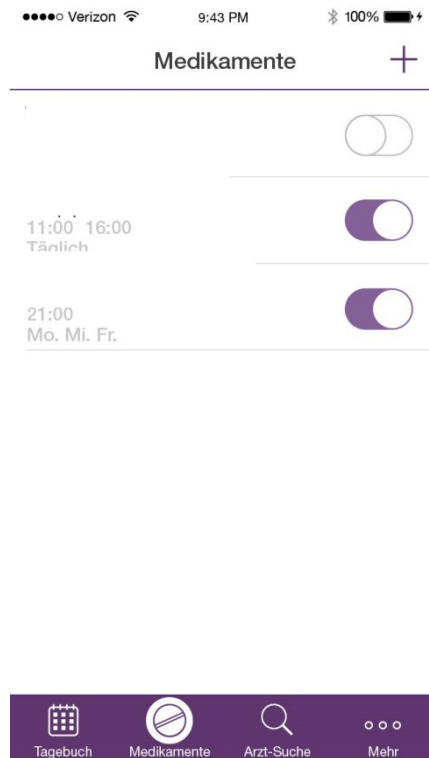 Verizon 9:43 PM 100%
Medikamente
11:00 16:00
Täglich
21:00
Mo. Mi. Fr.
Tagebuch Medikamente Arzt-Suche Mehr